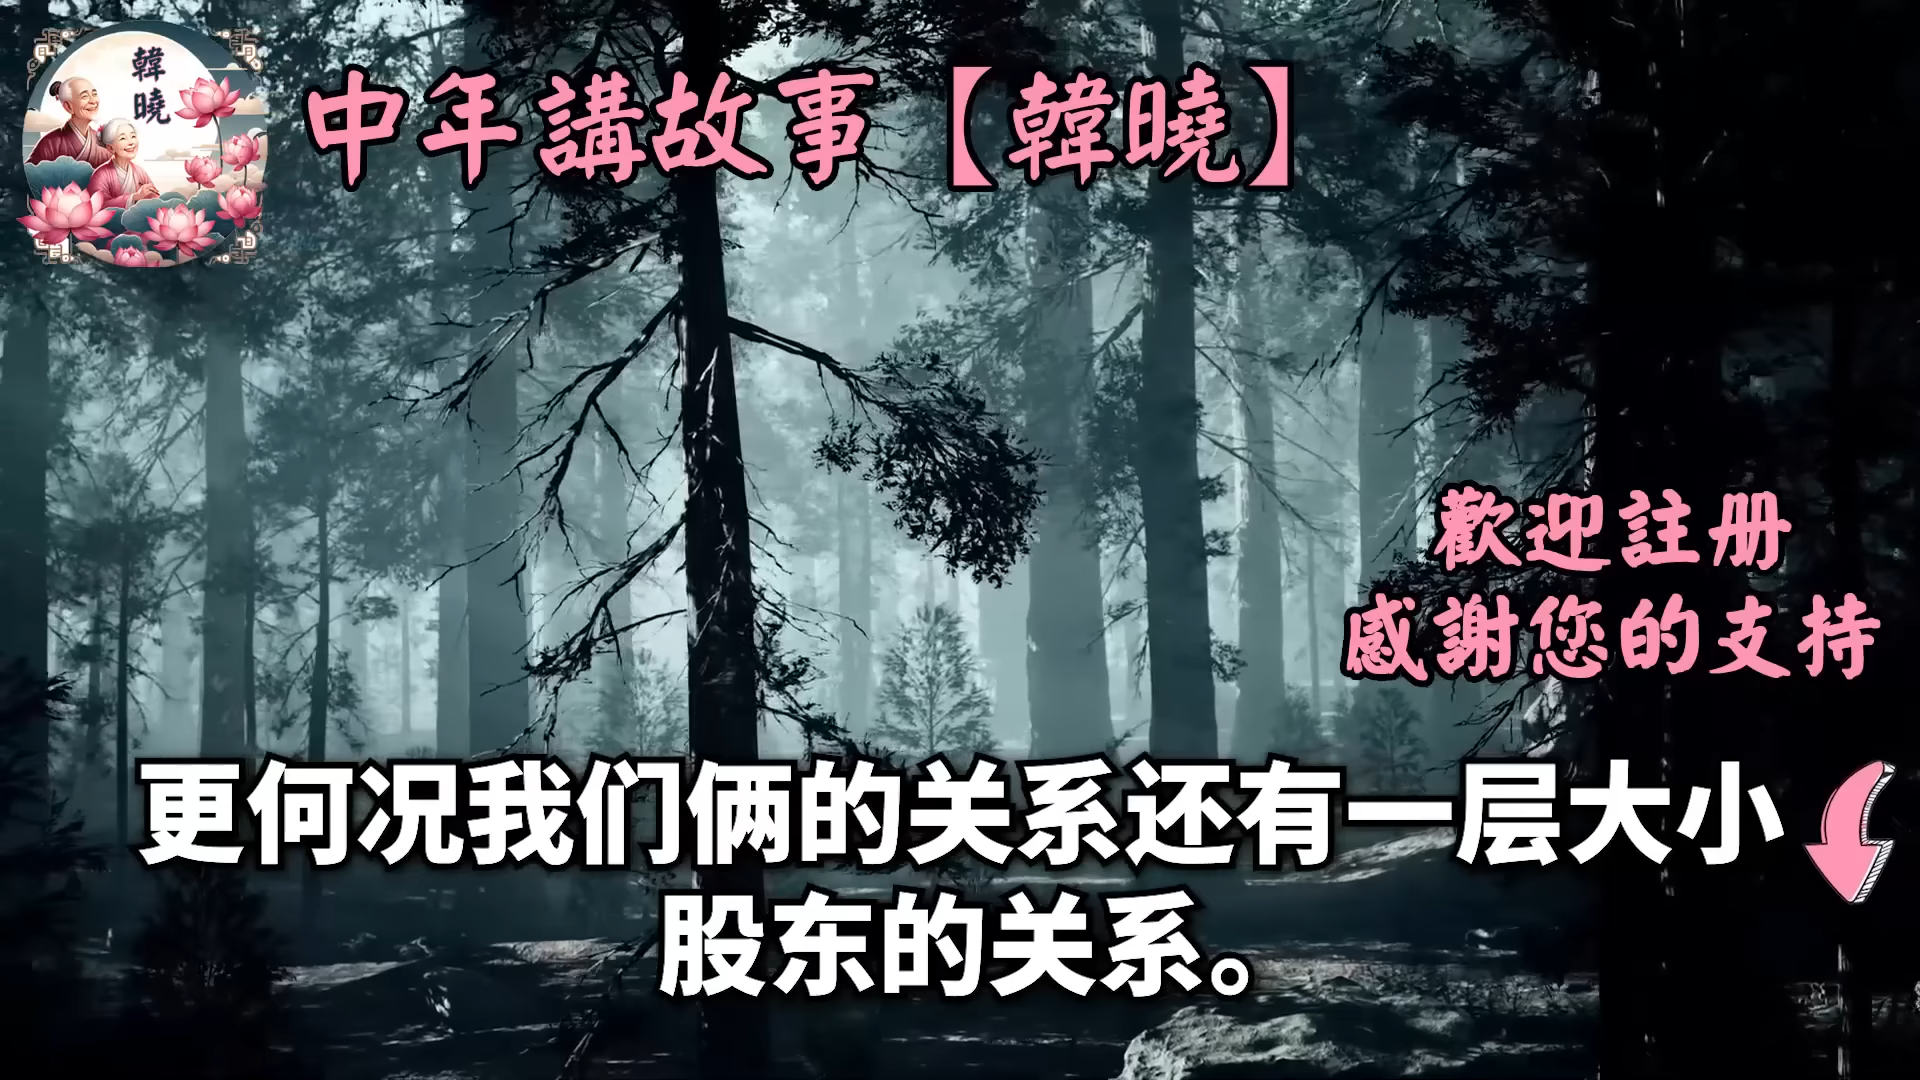 韓
曉
中年講故事【韓曉】
歡迎註册
感謝您的支持
更何况我们俩的关系还有一层大小
股东的关系。